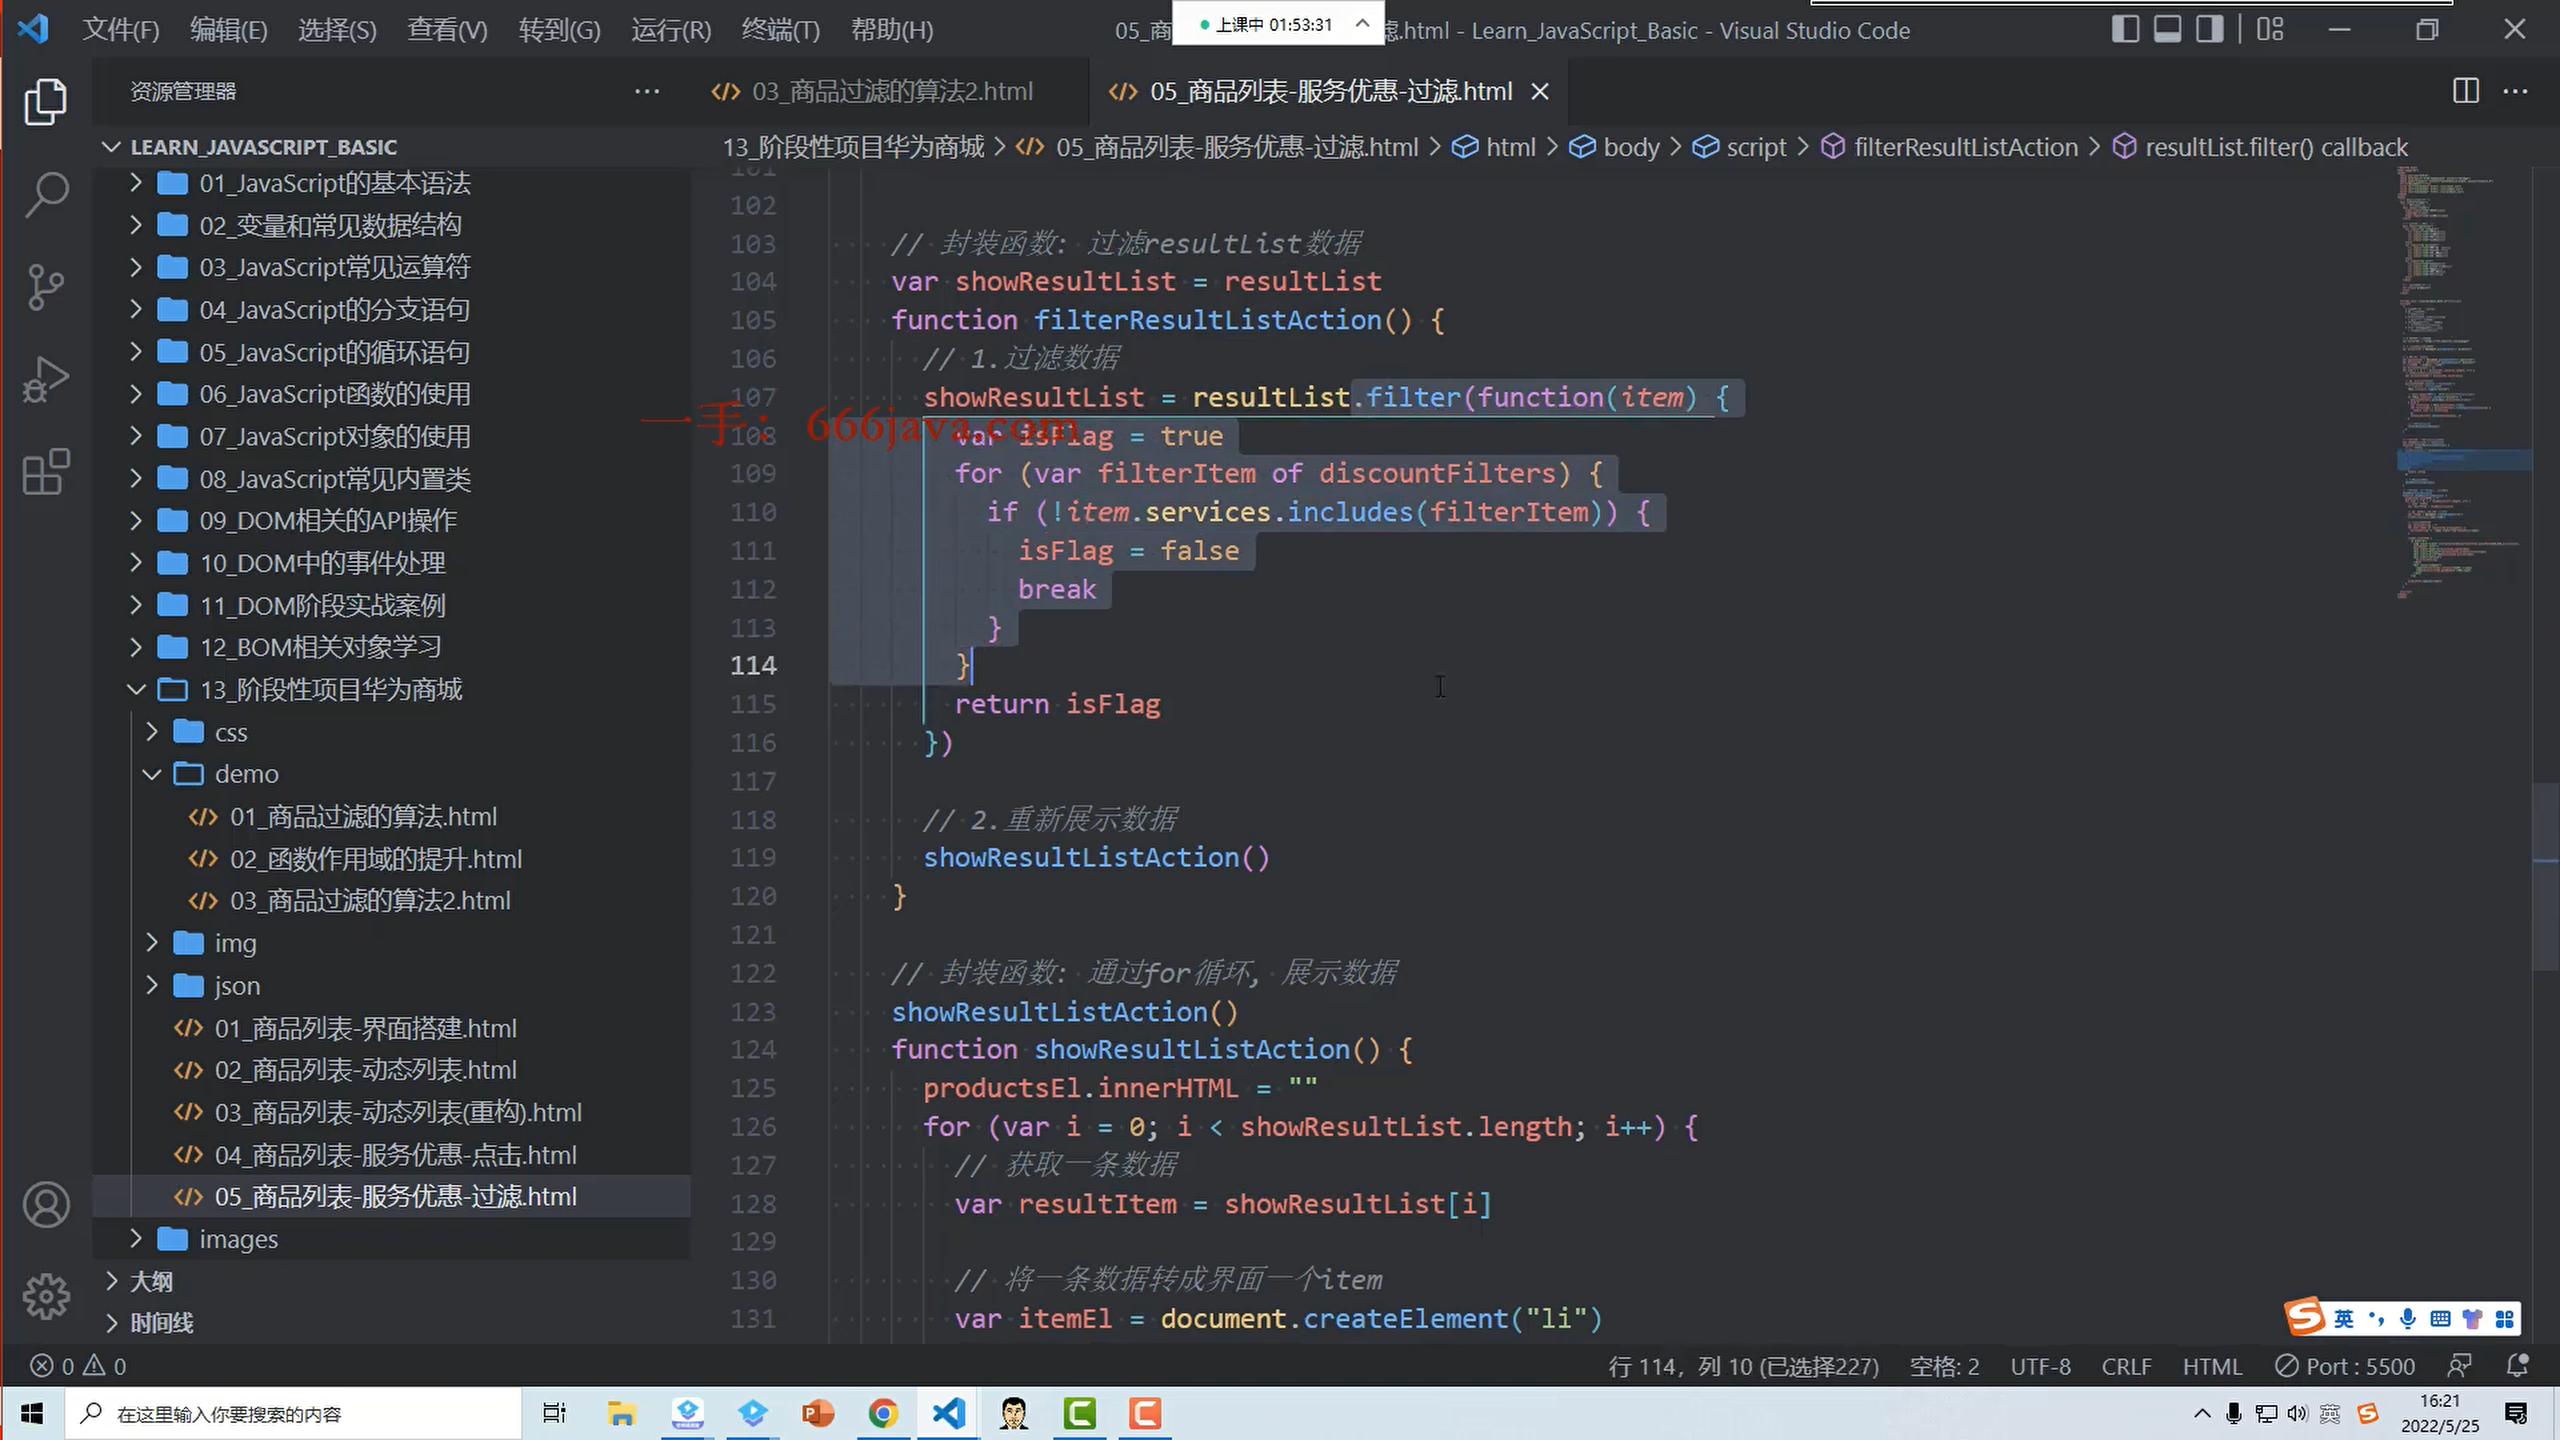 文件(F) 编辑(E) 选择(S) 查看(V) 转到(G) 运行(R) 终端(T) 帮助(H)
05_商
上课中 01:53:31
滤.html - Learn_JavaScript_Basic - Visual Studio Code
资源管理器
03_商品过滤的算法2.html
05_商品列表-服务优惠-过滤.html
13_阶段性项目华为商城 > 05_商品列表-服务优惠-过滤.html > html > body > script > filterResultListAction > resultList.filter() callback
LEARN_JAVASCRIPT_BASIC
01_JavaScript的基本语法
02_变量和常见数据结构
03_JavaScript常见运算符
04_JavaScript的分支语句
05_JavaScript的循环语句
06_JavaScript函数的使用
07_JavaScript对象的使用
08_JavaScript常见内置类
09_DOM相关的API操作
10_DOM中的事件处理
11_DOM阶段实战案例
12_BOM相关对象学习
13_阶段性项目华为商城
css
demo
01_商品过滤的算法.html
02_函数作用域的提升.html
03_商品过滤的算法2.html
img
json
01_商品列表-界面搭建.html
02_商品列表-动态列表.html
03_商品列表-动态列表(重构).html
04_商品列表-服务优惠-点击.html
05_商品列表-服务优惠-过滤.html
images
大纲
时间线
101
102
103 // 封装函数: 过滤resultList数据
104 var showResultList = resultList
105 function filterResultListAction() {
106 // 1.过滤数据
107 showResultList = resultList.filter(function(item) {
一手: 666java.com
108 var isFlag = true
109 for (var filterItem of discountFilters) {
110 if (!item.services.includes(filterItem)) {
111 isFlag = false
112 break
113 }
114 }
115 return isFlag
116 })
117
118 // 2.重新展示数据
119 showResultListAction()
120 }
121
122 // 封装函数: 通过for循环, 展示数据
123 showResultListAction()
124 function showResultListAction() {
125 productsEl.innerHTML = ""
126 for (var i = 0; i < showResultList.length; i++) {
127 // 获取一条数据
128 var resultItem = showResultList[i]
129
130 // 将一条数据转成界面一个item
131 var itemEl = document.createElement("li")
英
0 0
行 114，列 10 (已选择227) 空格: 2 UTF-8 CRLF HTML Port : 5500
在这里输入你要搜索的内容
英
16:21
2022/5/25